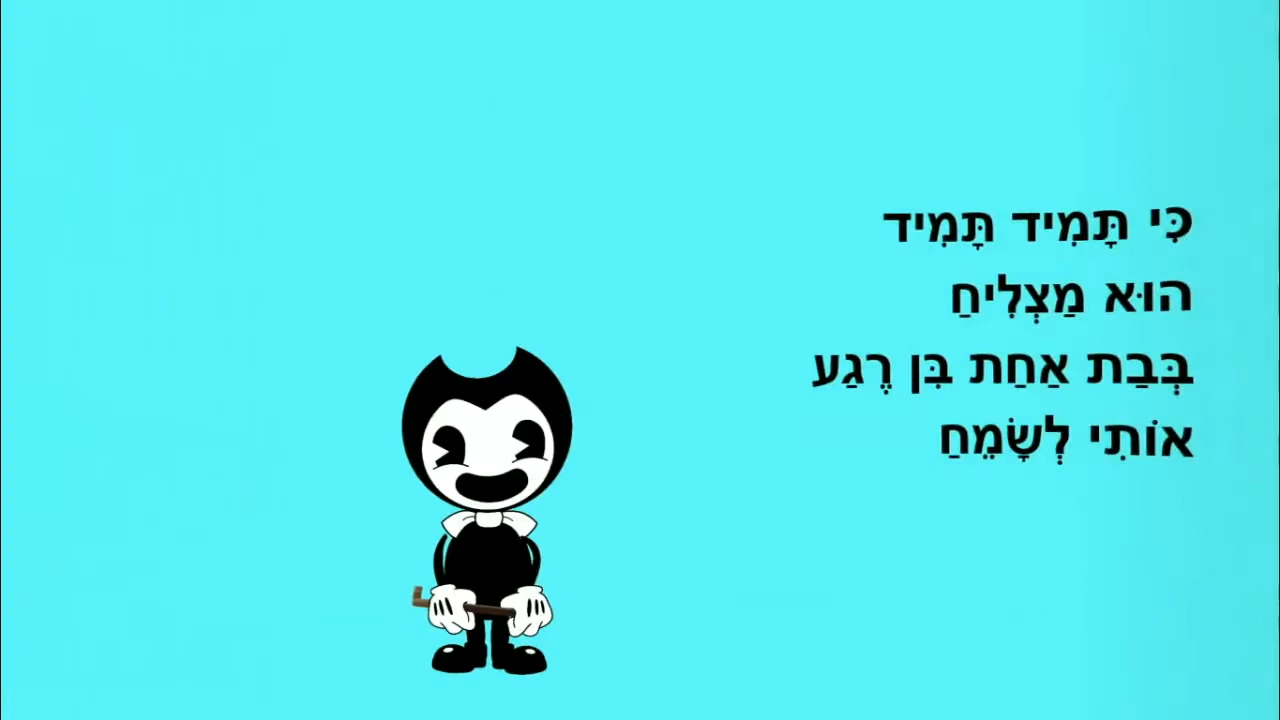 כִּי תָּמִיד תָּמִיד
הוּא מַצְלִיחַ
בְּבַת אַחַת בִּן רֶגַע
אוֹתִי לְשָׂמֵחַ